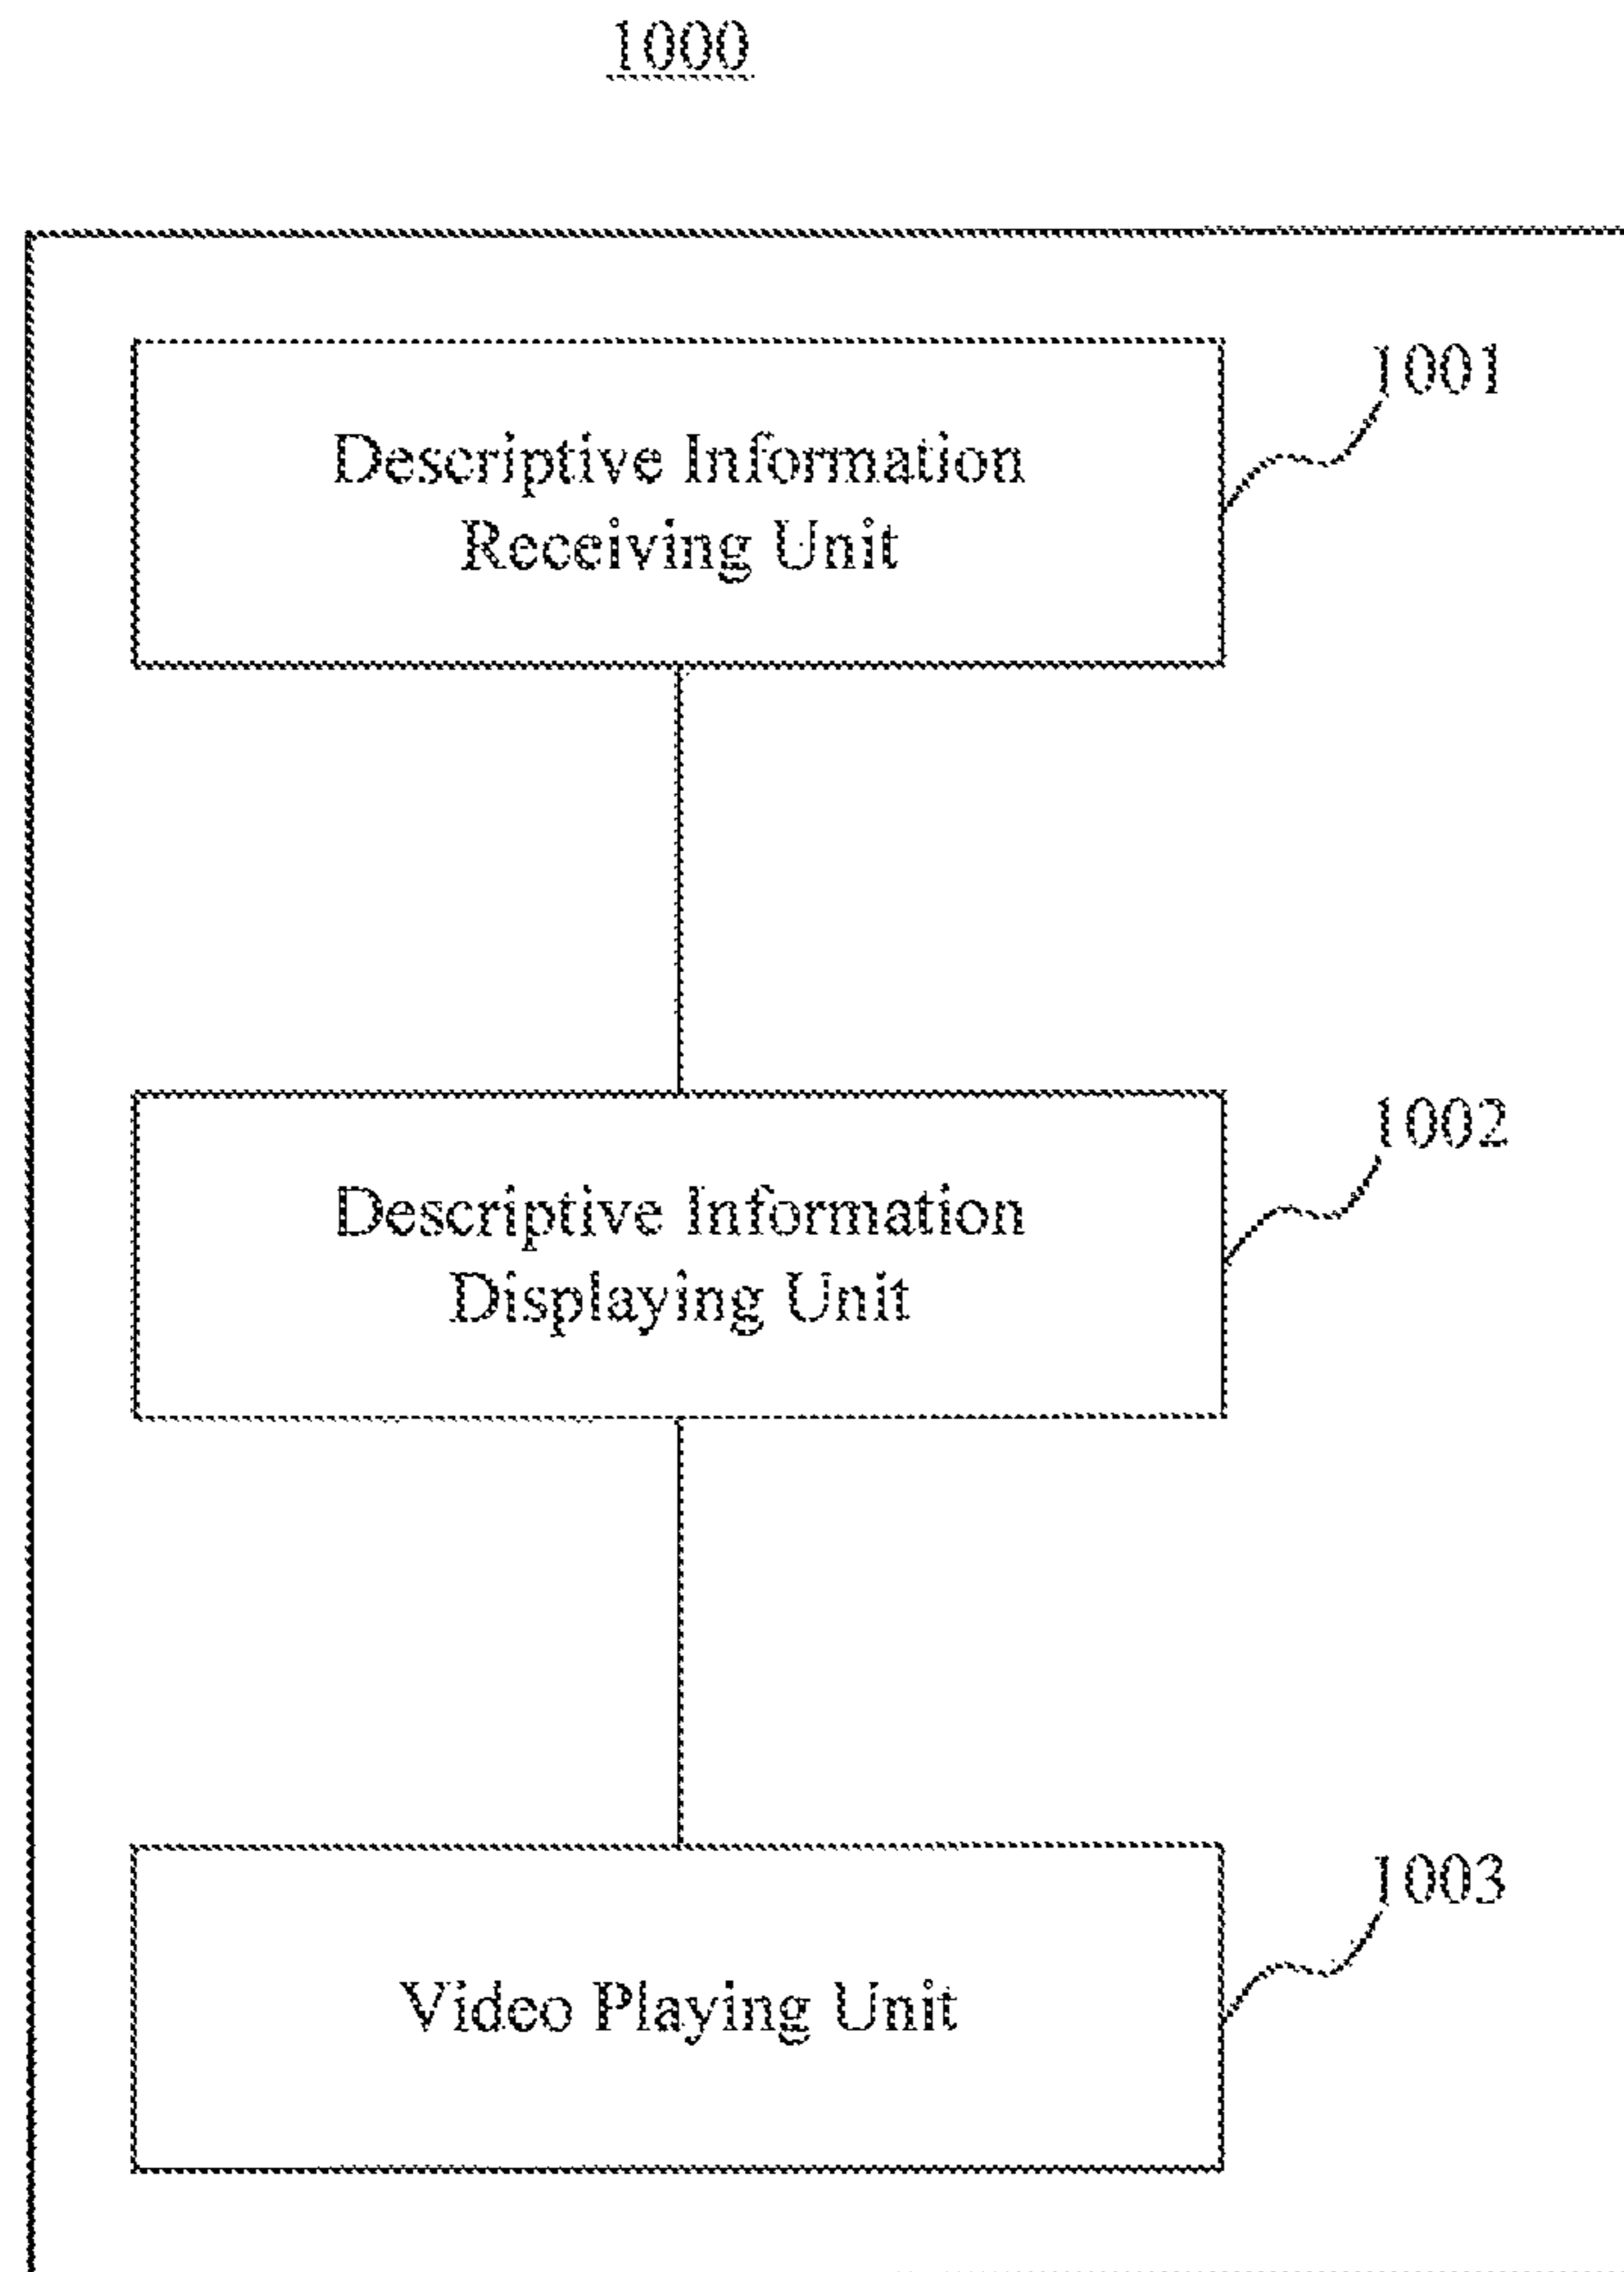 1000
1001
Descriptive Information
Receiving Unit
1002
Descriptive Information
Displaying Unit
1003
Video Playing Unit